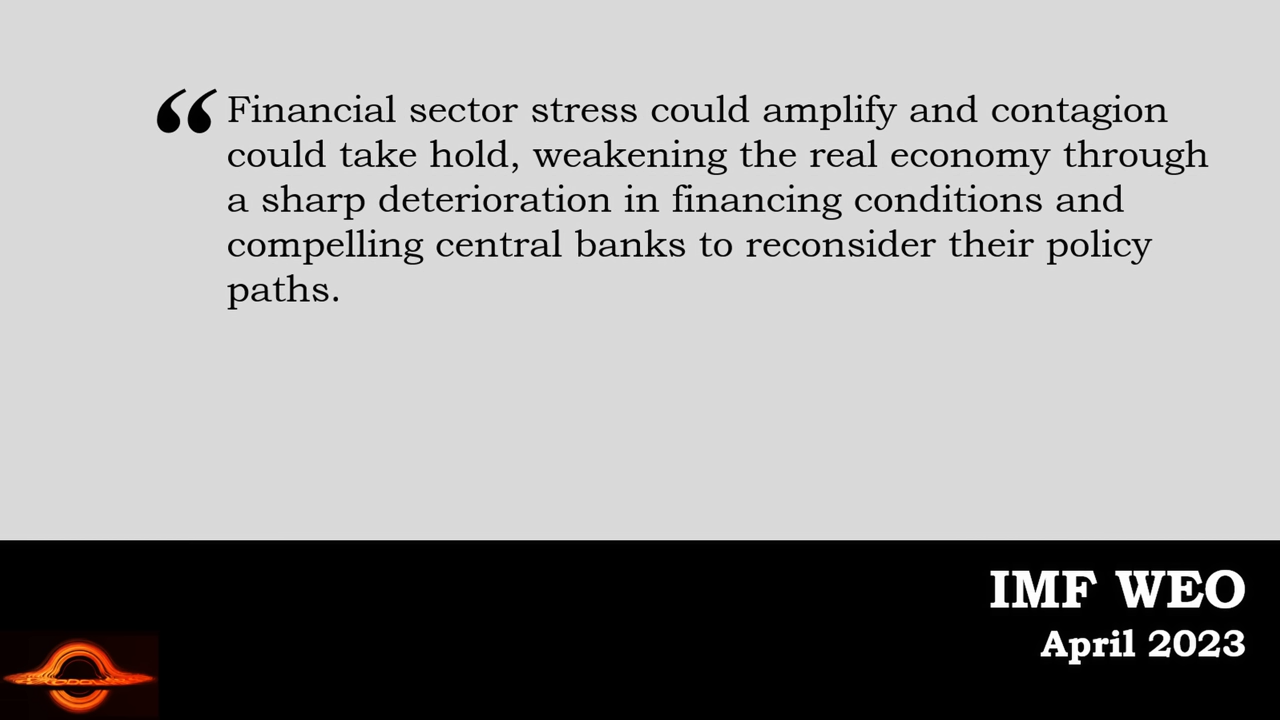 “Financial sector stress could amplify and contagion
could take hold, weakening the real economy through
a sharp deterioration in financing conditions and
compelling central banks to reconsider their policy
paths.
IMF WEO
April 2023